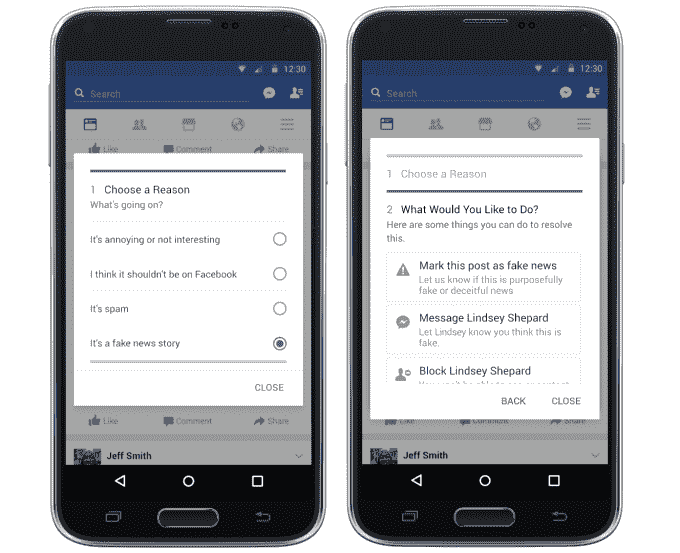 12:30
Search
Like Comment Share
1 Choose a Reason
What's going on?
It's annoying or not interesting
I think it shouldn't be on Facebook
It's spam
It's a fake news story
CLOSE
Like Comment Share
Jeff Smith
12:30
Search
1 Choose a Reason
2 What Would You Like to Do?
Here are some things you can do to resolve
this.
Mark this post as fake news
Let us know if this is purposefully
fake or deceitful news
Message Lindsey Shepard
Let Lindsey know you think this is
fake.
Block Lindsey Shepard
BACK CLOSE
Like Comment Share
Jeff Smith